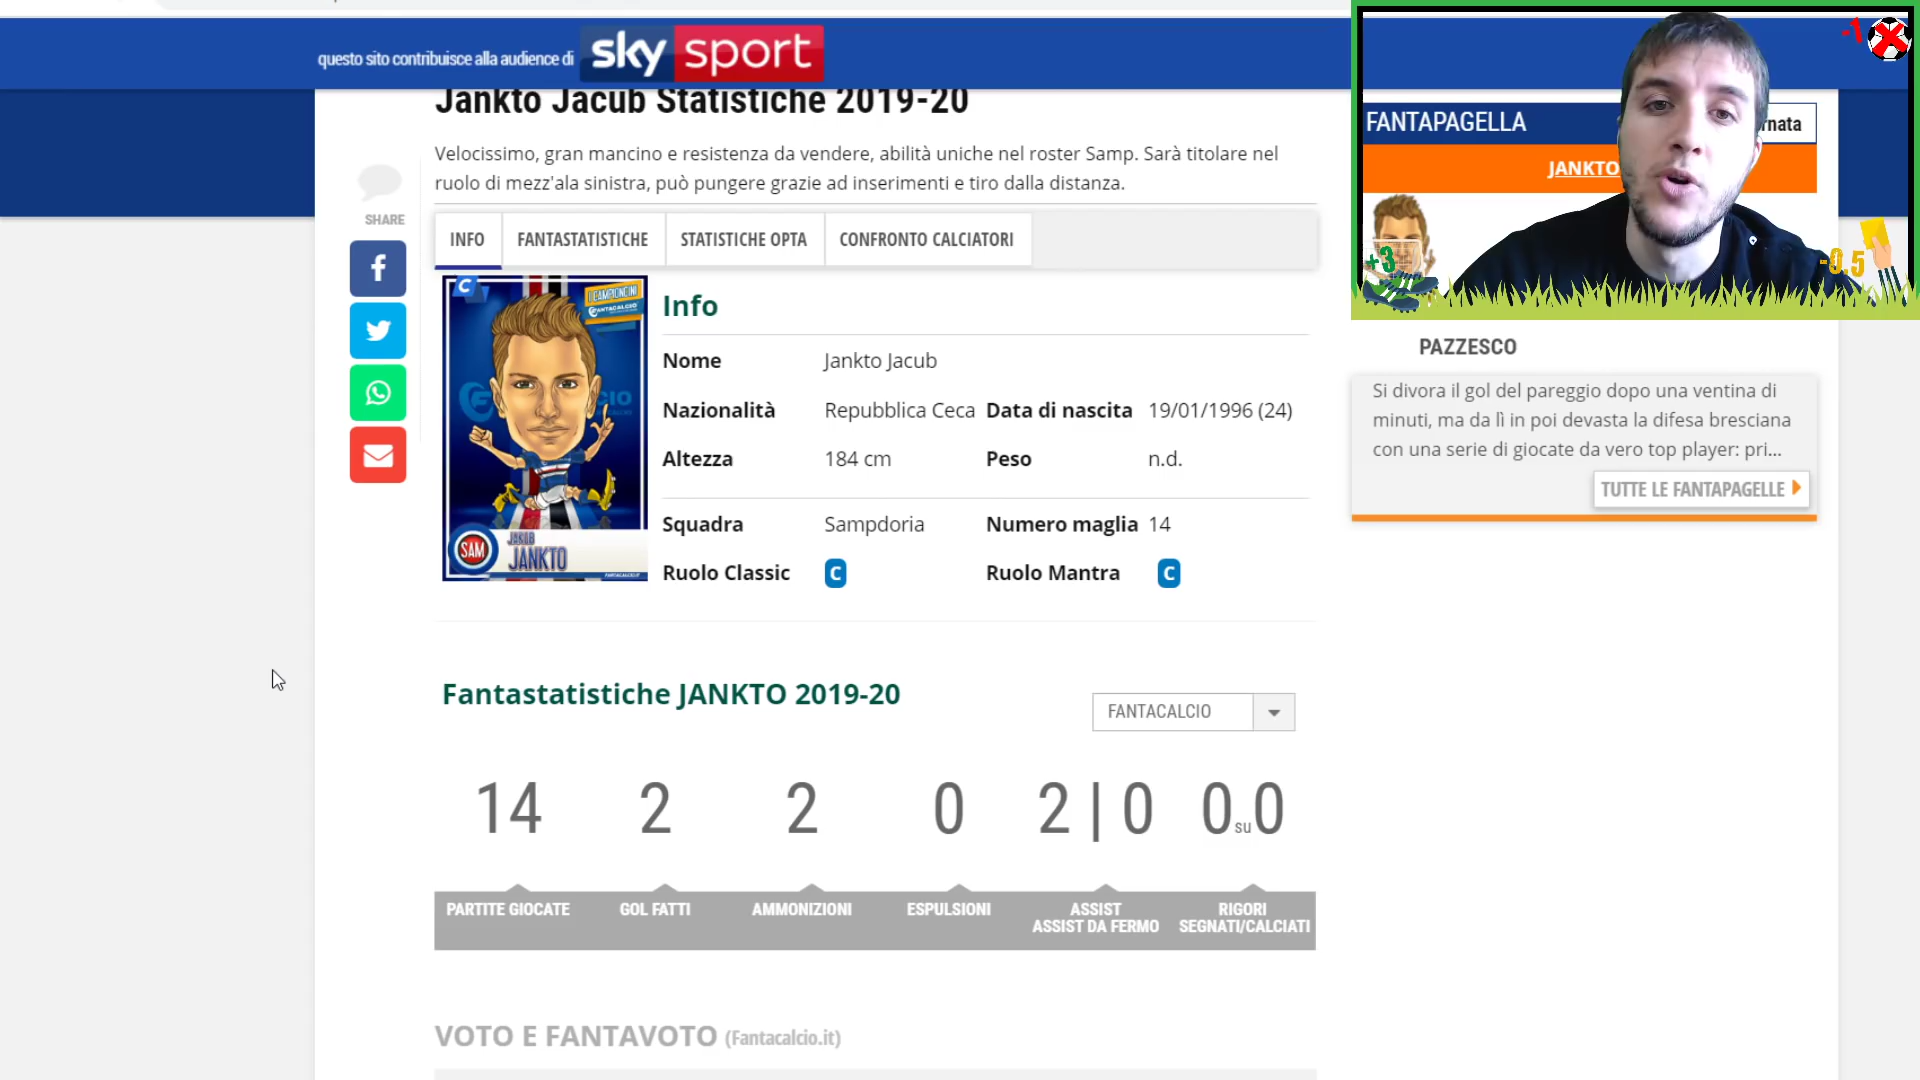 questo sito contribuisce alla audience di sky sport
Jankto Jacub Statistiche 2019-20
Velocissimo, gran mancino e resistenza da vendere, abilità uniche nel roster Samp. Sarà titolare nel
ruolo di mezz'ala sinistra, può pungere grazie ad inserimenti e tiro dalla distanza.
SHARE
INFO FANTASTATISTICHE STATISTICHE OPTA CONFRONTO CALCIATORI
C
I CAMPIONCINI
FANTACALCIO
SAM
JAKUB
JANKTO
FANTACALCIO.IT
Info
Nome Jankto Jacub
Nazionalità Repubblica Ceca Data di nascita 19/01/1996 (24)
Altezza 184 cm Peso n.d.
Squadra Sampdoria Numero maglia 14
Ruolo Classic C Ruolo Mantra C
Fantastatistiche JANKTO 2019-20
FANTACALCIO
14 2 2 0 2 | 0 0 su 0
PARTITE GIOCATE GOL FATTI AMMONIZIONI ESPULSIONI ASSIST RIGORI
ASSIST DA FERMO SEGNATI/CALCIATI
VOTO E FANTAVOTO (Fantacalcio.it)
-1
FANTAPAGELLA
JANKTO
+3
-0.5
PAZZESCO
Si divora il gol del pareggio dopo una ventina di
minuti, ma da lì in poi devasta la difesa bresciana
con una serie di giocate da vero top player: pri...
TUTTE LE FANTAPAGELLE